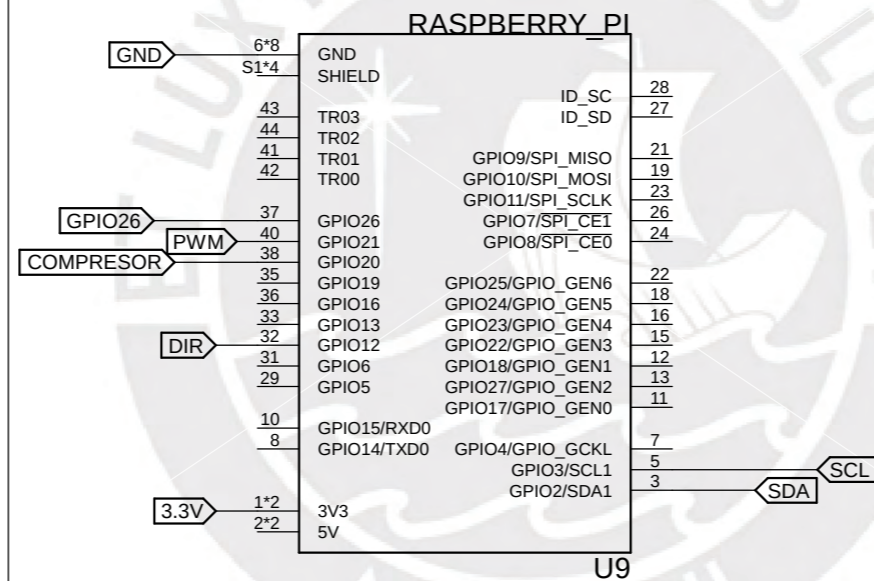 RASPBERRY_PI
GND 6*8 GND
S1*4 SHIELD
ID_SC 28
ID_SD 27
43 TR03
44 TR02
41 TR01
42 TR00
GPIO9/SPI_MISO 21
GPIO10/SPI_MOSI 19
GPIO11/SPI_SCLK 23
GPIO7/SPI_CE1 26
GPIO8/SPI_CE0 24
GPIO26 37 GPIO26
PWM 40 GPIO21
COMPRESOR 38 GPIO20
35 GPIO19
36 GPIO16
33 GPIO13
DIR 32 GPIO12
31 GPIO6
29 GPIO5
GPIO25/GPIO_GEN6 22
GPIO24/GPIO_GEN5 18
GPIO23/GPIO_GEN4 16
GPIO22/GPIO_GEN3 15
GPIO18/GPIO_GEN1 12
GPIO27/GPIO_GEN2 13
GPIO17/GPIO_GEN0 11
10 GPIO15/RXD0
8 GPIO14/TXD0
GPIO4/GPIO_GCKL 7
GPIO3/SCL1 5 SCL
GPIO2/SDA1 3 SDA
3.3V 1*2 3V3
2*2 5V
U9
ET LUX